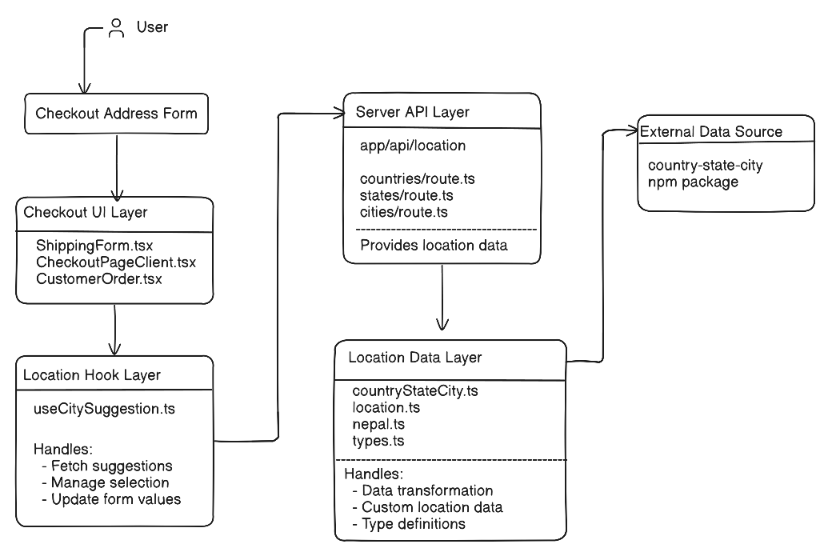 User
Checkout Address Form
Checkout UI Layer
ShippingForm.tsx
CheckoutPageClient.tsx
CustomerOrder.tsx
Location Hook Layer
useCitySuggestion.ts
Handles:
- Fetch suggestions
- Manage selection
- Update form values
Server API Layer
app/api/location
countries/route.ts
states/route.ts
cities/route.ts
Provides location data
Location Data Layer
countryStateCity.ts
location.ts
nepal.ts
types.ts
Handles:
- Data transformation
- Custom location data
- Type definitions
External Data Source
country-state-city
npm package